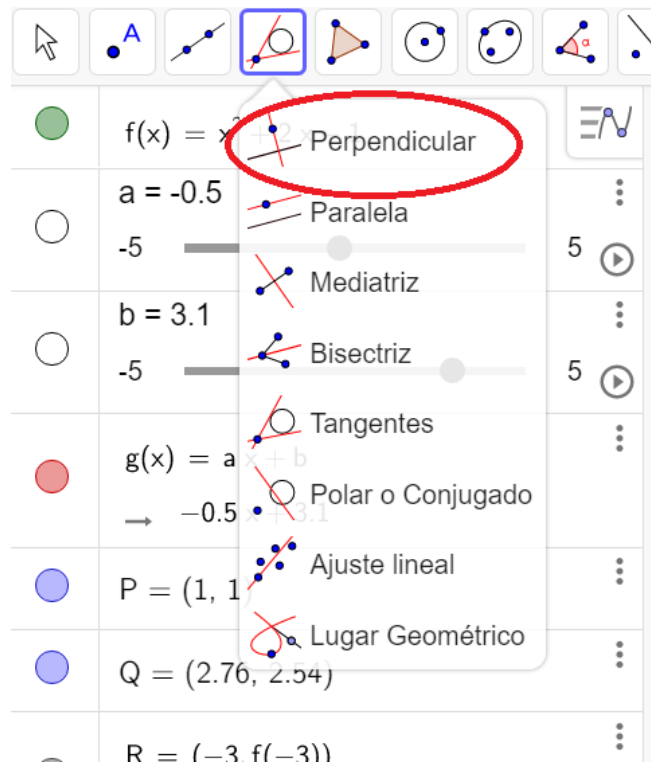 A
α
f(x) = x² + 2 x − 1
Perpendicular
a = -0.5
Paralela
-5
5
Mediatriz
b = 3.1
Bisectriz
-5
5
Tangentes
g(x) = a x + b
Polar o Conjugado
→ −0.5 x + 3.1
Ajuste lineal
P = (1, 1
Lugar Geométrico
Q = (2.76, 2.54)
R = (−3, f(−3))